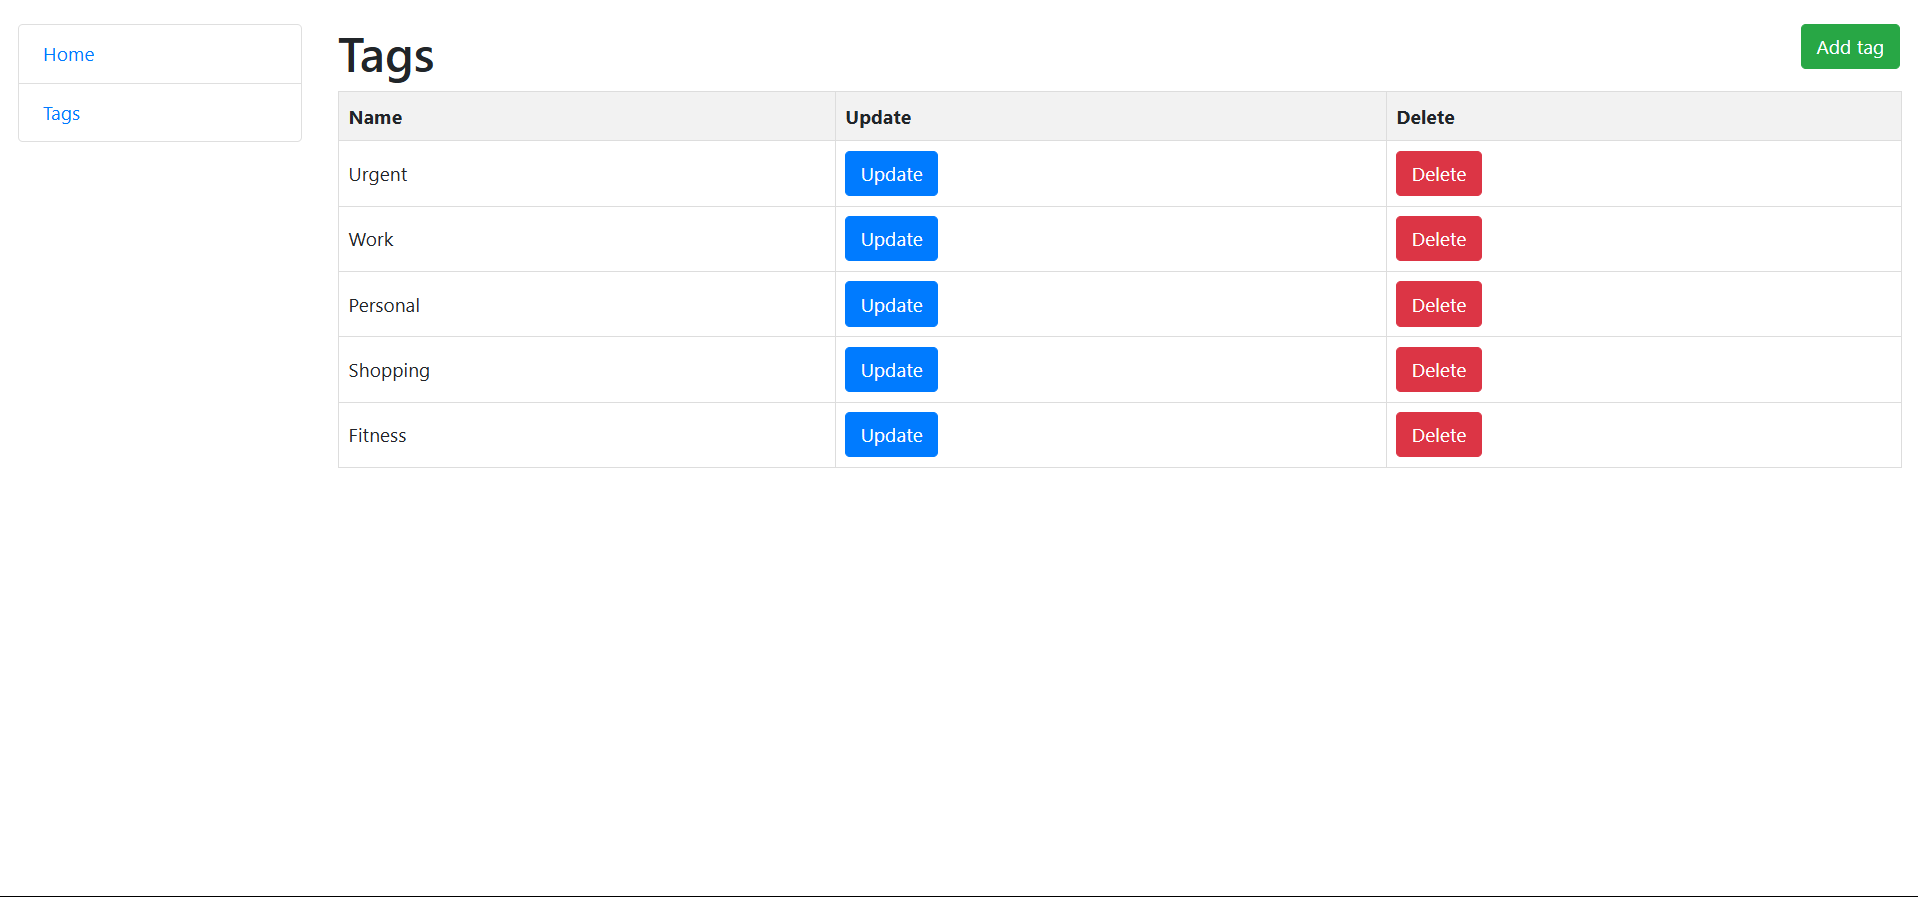 Home
Tags
Tags
Add tag
Name Update Delete
Urgent Update Delete
Work Update Delete
Personal Update Delete
Shopping Update Delete
Fitness Update Delete